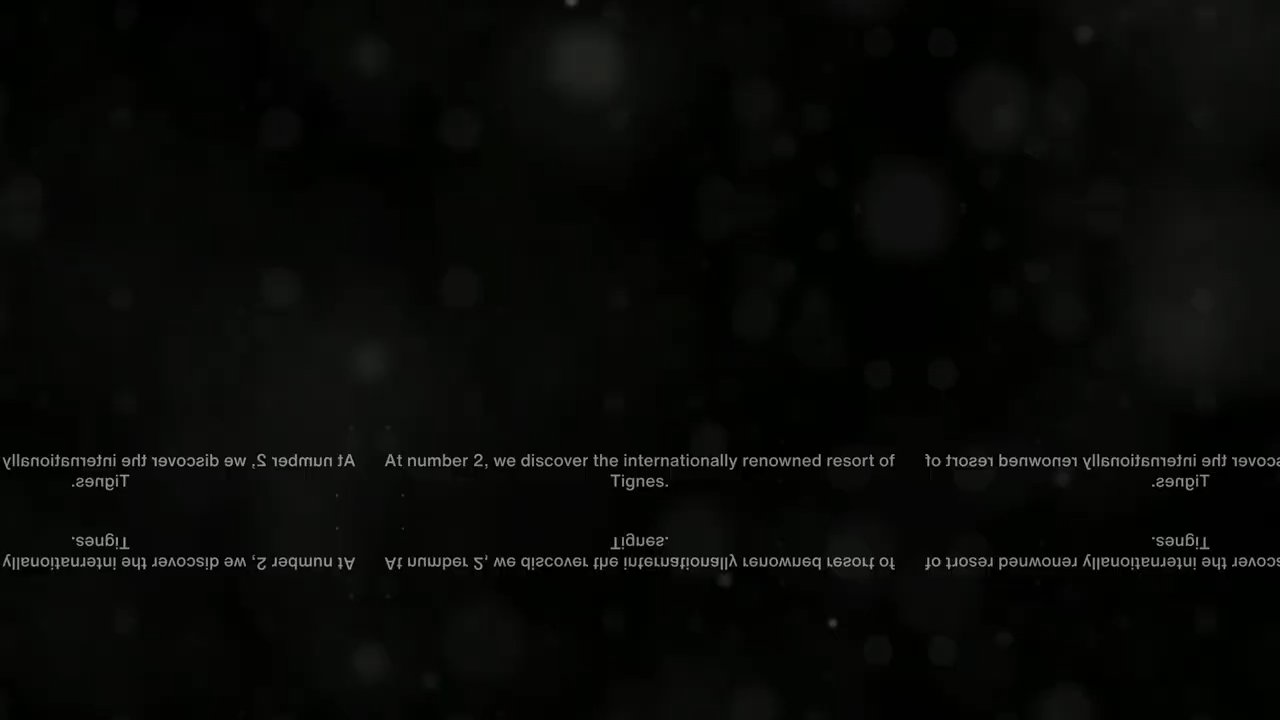 At number 2, we discover the internationally renowned resort of
Tignes.